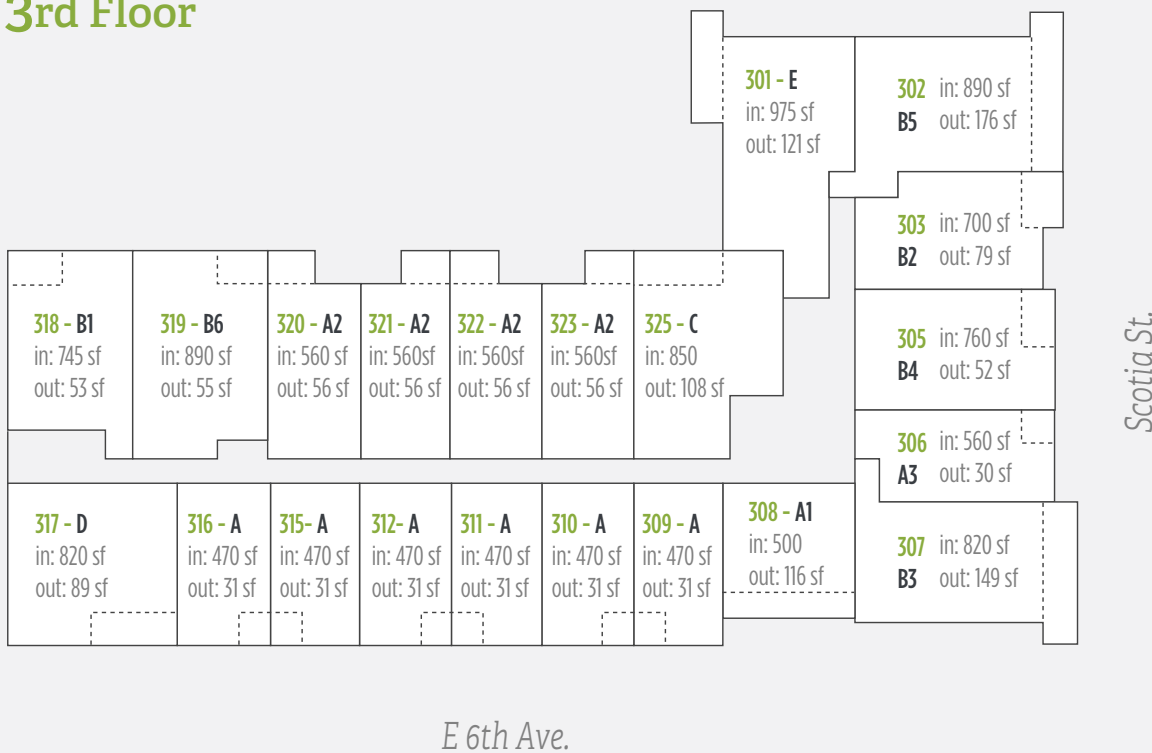 3rd Floor
301 - E
in: 975 sf
out: 121 sf
302 in: 890 sf
B5 out: 176 sf
303 in: 700 sf
B2 out: 79 sf
305 in: 760 sf
B4 out: 52 sf
306 in: 560 sf
A3 out: 30 sf
307 in: 820 sf
B3 out: 149 sf
318 - B1
in: 745 sf
out: 53 sf
319 - B6
in: 890 sf
out: 55 sf
320 - A2
in: 560 sf
out: 56 sf
321 - A2
in: 560sf
out: 56 sf
322 - A2
in: 560sf
out: 56 sf
323 - A2
in: 560sf
out: 56 sf
325 - C
in: 850
out: 108 sf
317 - D
in: 820 sf
out: 89 sf
316 - A
in: 470 sf
out: 31 sf
315- A
in: 470 sf
out: 31 sf
312- A
in: 470 sf
out: 31 sf
311 - A
in: 470 sf
out: 31 sf
310 - A
in: 470 sf
out: 31 sf
309 - A
in: 470 sf
out: 31 sf
308 - A1
in: 500
out: 116 sf
Scotia St.
E 6th Ave.